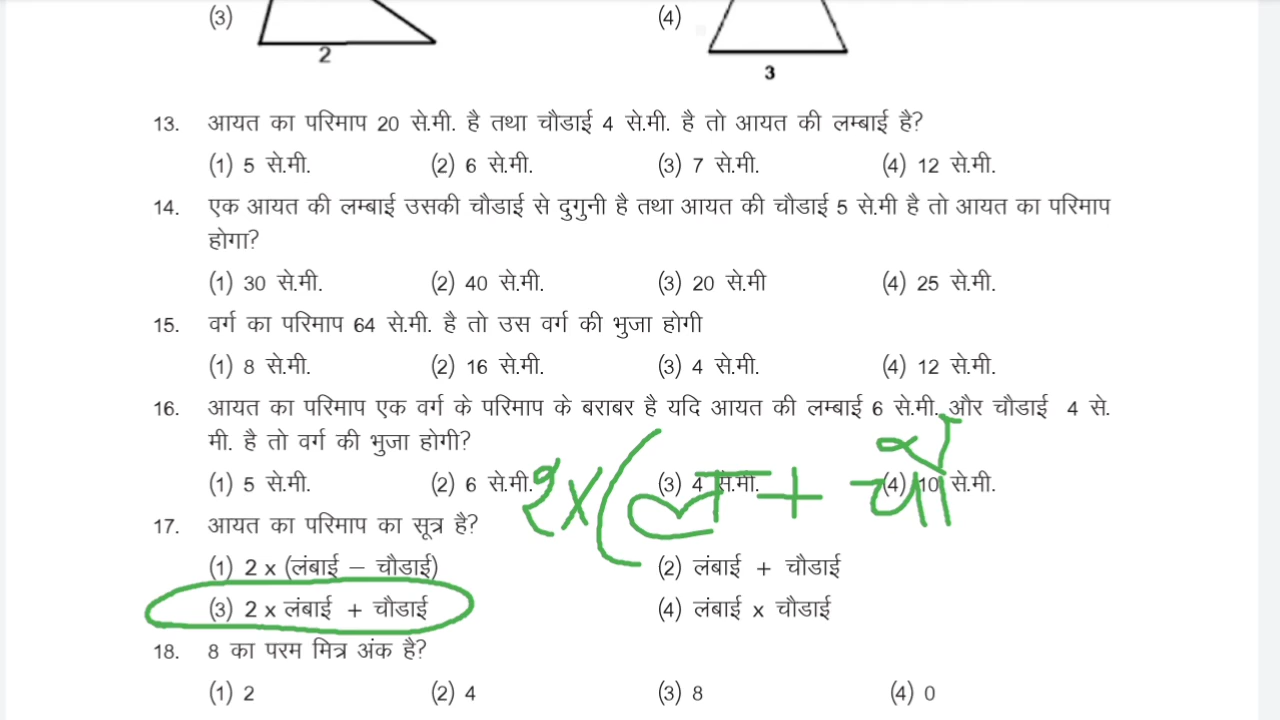 (3) (4)
2
3
13. आयत का परिमाप 20 से.मी. है तथा चौडाई 4 से.मी. है तो आयत की लम्बाई है?
(1) 5 से.मी. (2) 6 से.मी. (3) 7 से.मी. (4) 12 से.मी.
14. एक आयत की लम्बाई उसकी चौडाई से दुगुनी है तथा आयत की चौडाई 5 से.मी है तो आयत का परिमाप
होगा?
(1) 30 से.मी. (2) 40 से.मी. (3) 20 से.मी (4) 25 से.मी.
15. वर्ग का परिमाप 64 से.मी. है तो उस वर्ग की भुजा होगी
(1) 8 से.मी. (2) 16 से.मी. (3) 4 से.मी. (4) 12 से.मी.
16. आयत का परिमाप एक वर्ग के परिमाप के बराबर है यदि आयत की लम्बाई 6 से.मी. और चौडाई 4 से.
मी. है तो वर्ग की भुजा होगी?
(1) 5 से.मी. (2) 6 से.मी. (3) 4 से.मी. (4) 10 से.मी.
2x(ल + चौ
17. आयत का परिमाप का सूत्र है?
(1) 2 x (लंबाई – चौडाई) (2) लंबाई + चौडाई
(3) 2 x लंबाई + चौडाई (4) लंबाई x चौडाई
18. 8 का परम मित्र अंक है?
(1) 2 (2) 4 (3) 8 (4) 0